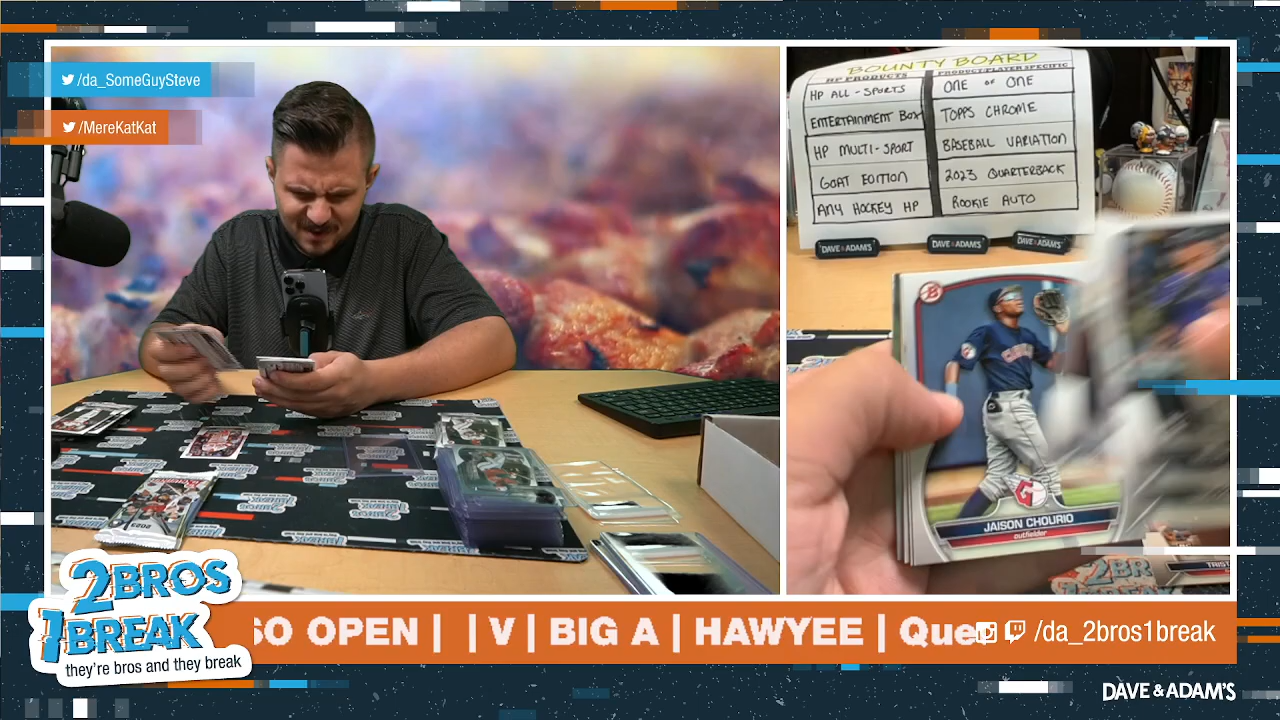 /da_SomeGuySteve
/MereKatKat
BOUNTY BOARD
HP PRODUCTS
PRODUCT/PLAYER SPECIFIC
HP ALL-SPORTS
ONE OF ONE
ENTERTAINMENT BOX
TOPPS CHROME
HP MULTI-SPORT
BASEBALL VARIATION
GOAT EDITION
2023 QUARTERBACK
ANY HOCKEY HP
ROOKIE AUTO
DAVE & ADAM'S
DAVE & ADAM'S
DAVE & ADAM'S
JAISON CHOURIO
outfielder
2BROS
1BREAK
they're bros and they break
SO OPEN | | V | BIG A | HAWYEE | Que
/da_2bros1break
DAVE & ADAM'S